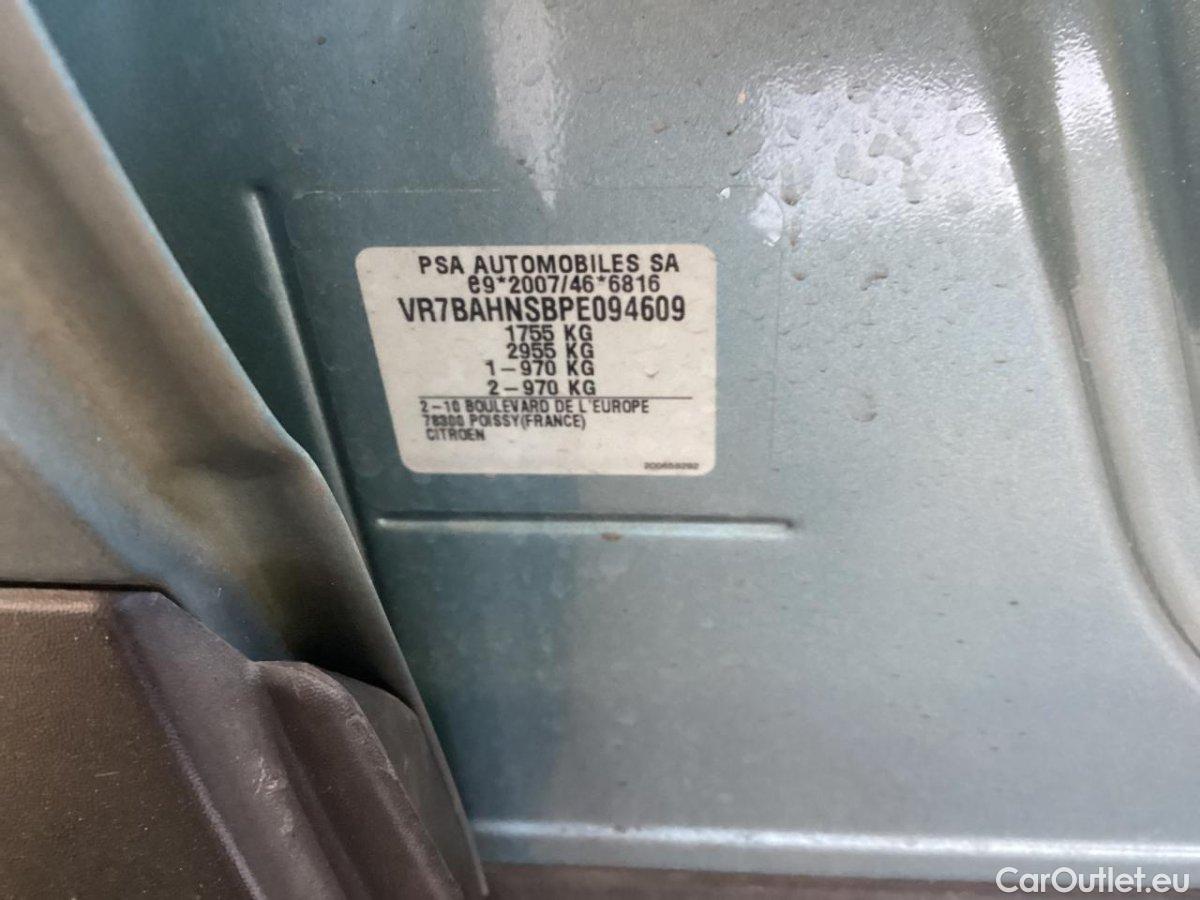 PSA AUTOMOBILES SA
e9*2007/46*6816
VR7BAHNSBPE094609
1755 KG
2955 KG
1-970 KG
2-970 KG
2-10 BOULEVARD DE L'EUROPE
78300 POISSY(FRANCE)
CITROEN
CarOutlet.eu